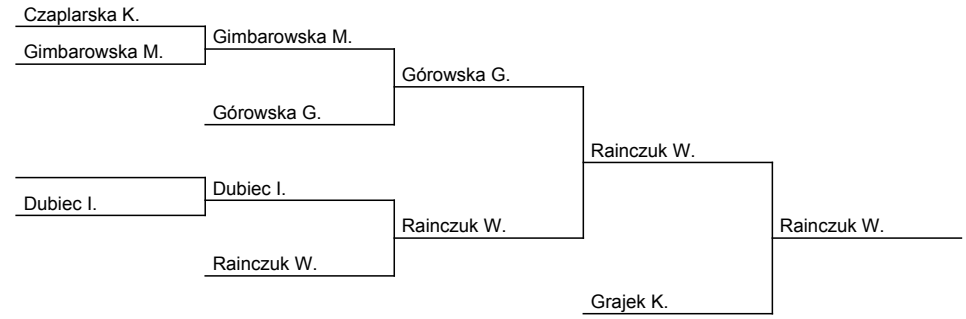 Czaplarska K.
Gimbarowska M.
Gimbarowska M.
Górowska G.
Górowska G.
Rainczuk W.
Dubiec I.
Dubiec I.
Rainczuk W.
Rainczuk W.
Rainczuk W.
Grajek K.